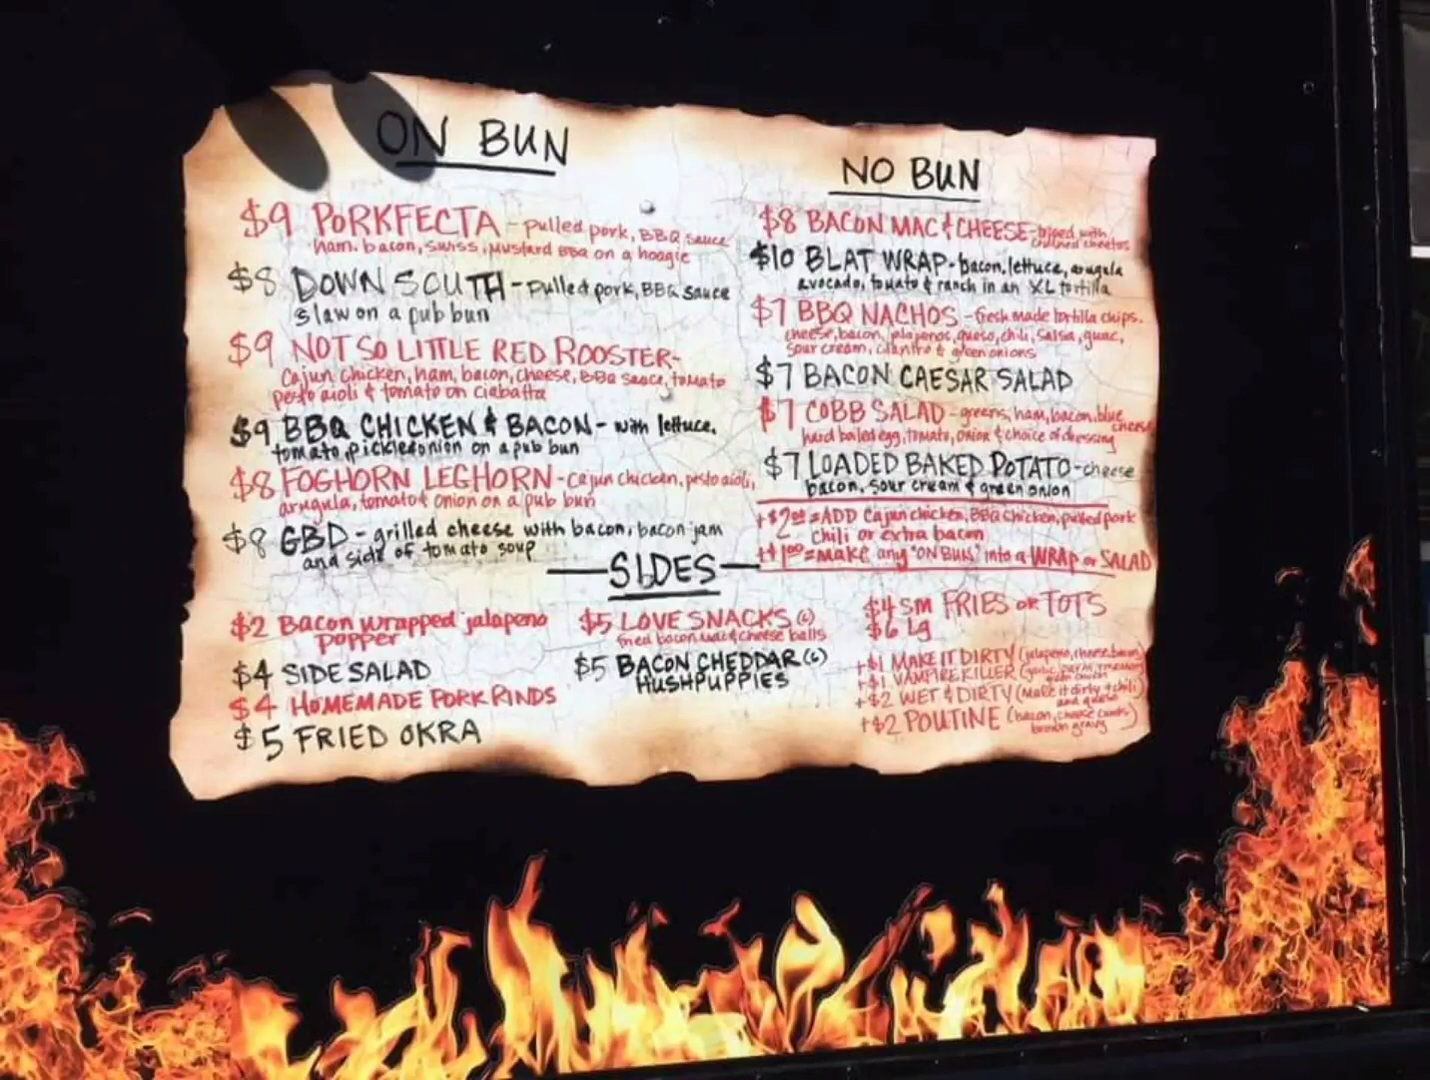 ON BUN
$9 PORKFECTA - pulled pork, BBQ sauce
ham, bacon, swiss, mustard BBQ on a hoagie
$8 DOWN SOUTH - pulled pork, BBQ sauce
slaw on a pub bun
$9 NOT SO LITTLE RED ROOSTER-
Cajun chicken, ham, bacon, cheese, BBQ sauce, tomato
pesto aioli & tomato on ciabatta
$9 BBQ CHICKEN & BACON - with lettuce,
tomato, pickled onion on a pub bun
$8 FOGHORN LEGHORN - cajun chicken, pesto aioli,
arugula, tomato & onion on a pub bun
$8 GBD - grilled cheese with bacon, bacon jam
and side of tomato soup
NO BUN
$8 BACON MAC & CHEESE - topped with
cheetos
$10 BLAT WRAP - bacon, lettuce, arugula
avocado, tomato & ranch in an XL tortilla
$7 BBQ NACHOS - fresh made tortilla chips,
cheese, bacon, jalapenos, queso, chili, salsa, guac,
sour cream, cilantro & green onions
$7 BACON CAESAR SALAD
$7 COBB SALAD - greens, ham, bacon, blue
cheese
hard boiled egg, tomato, onion & choice of dressing
$7 LOADED BAKED POTATO - cheese
bacon, sour cream & green onion
+$2.00 = ADD Cajun chicken, BBQ Chicken, pulled pork
chili or extra bacon
+$1.00 = MAKE any "ON BUN" into a WRAP or SALAD
SIDES
$2 Bacon wrapped jalapeno
popper
$4 SIDE SALAD
$4 HOMEMADE PORK RINDS
$5 FRIED OKRA
$5 LOVE SNACKS (6)
fried bacon mac & cheese balls
$5 BACON CHEDDAR (6)
HUSHPUPPIES
$4 SM FRIES or TOTS
$6 Lg
+$1 MAKE IT DIRTY (jalapeno, cheese, bacon)
+$1 VAMPIRE KILLER (garlic, parm,
+$2 WET & DIRTY (Make it dirty + chili
and queso)
+$2 POUTINE (bacon, cheese curds,
brown gravy)